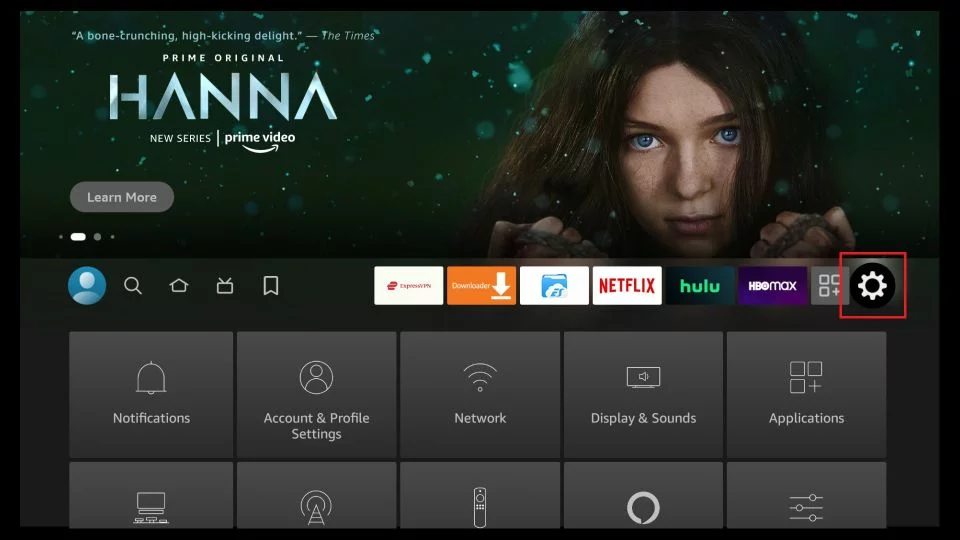 “A bone-crunching, high-kicking delight.” — The Times
PRIME ORIGINAL
HANNA
NEW SERIES | prime video
Learn More
ExpressVPN
Downloader
ES
NETFLIX
hulu
HBOMAX
Notifications
Account & Profile
Settings
Network
Display & Sounds
Applications